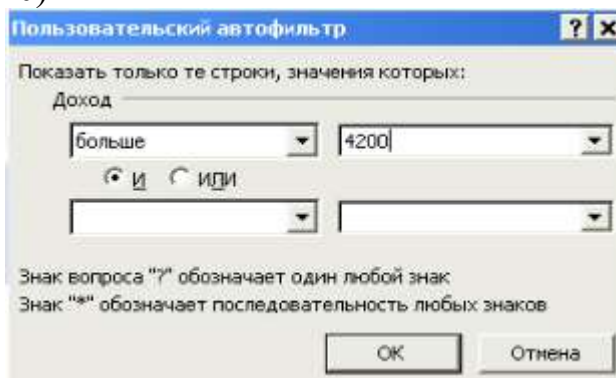 Пользовательский автофильтр ? ×
Показать только те строки, значения которых:
Доход
больше 4200
И ИЛИ
Знак вопроса "?" обозначает один любой знак
Знак "*" обозначает последовательность любых знаков
ОК Отмена